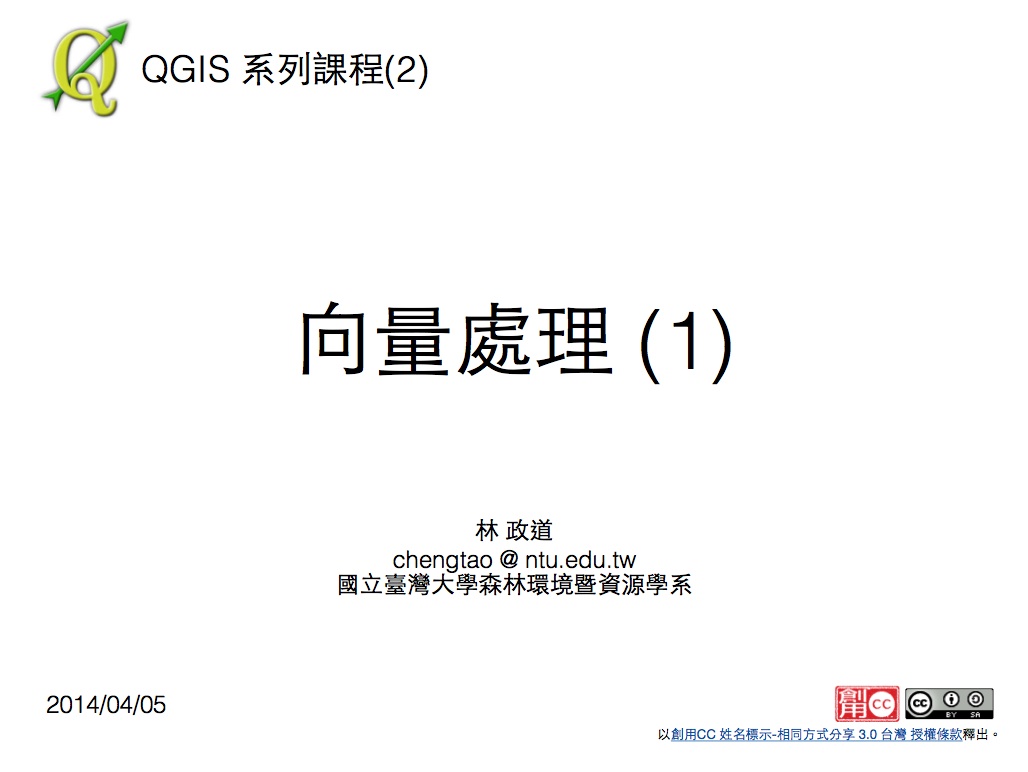 QGIS 系列課程(2)
向量處理 (1)
林 政道
chengtao @ ntu.edu.tw
國立臺灣大學森林環境暨資源學系
2014/04/05
創用 cc
cc BY SA
以創用CC 姓名標示-相同方式分享 3.0 台灣 授權條款釋出。